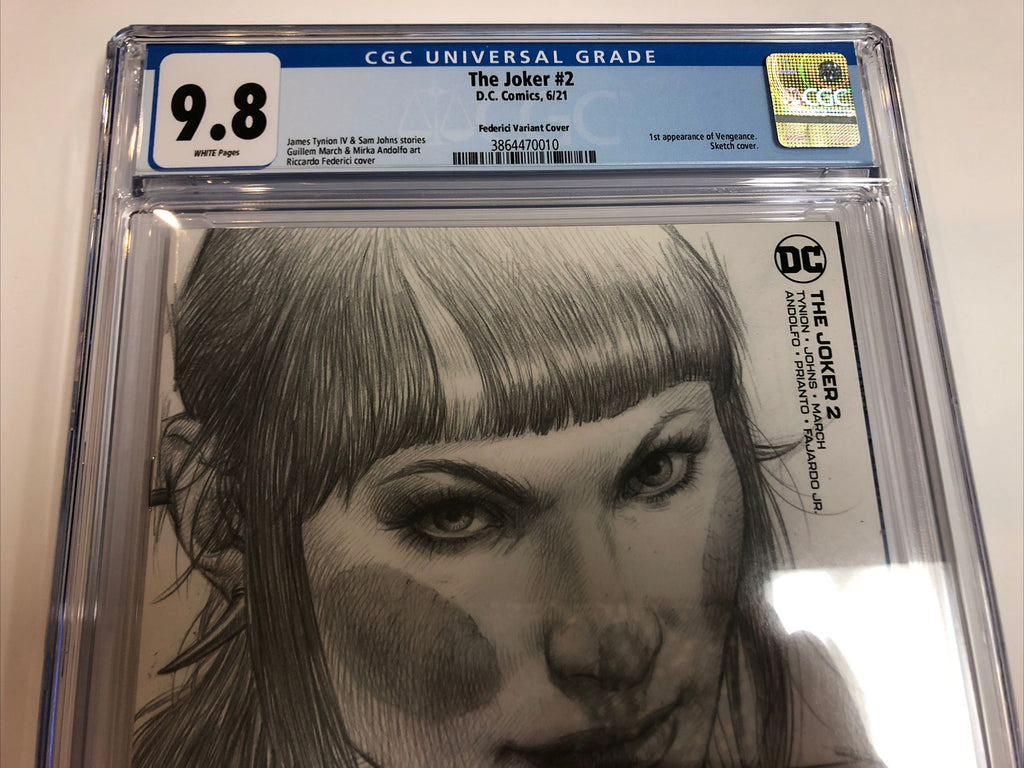 CGC UNIVERSAL GRADE
9.8
WHITE Pages
The Joker #2
D.C. Comics, 6/21
Federici Variant Cover
3864470010
James Tynion IV & Sam Johns stories
Guillem March & Mirka Andolfo art
Riccardo Federici cover
1st appearance of Vengeance.
Sketch cover.
CGC
CGC
DC
THE JOKER 2
TYNION • JOHNS • MARCH
ANDOLFO • PRIANTO • FAJARDO JR.